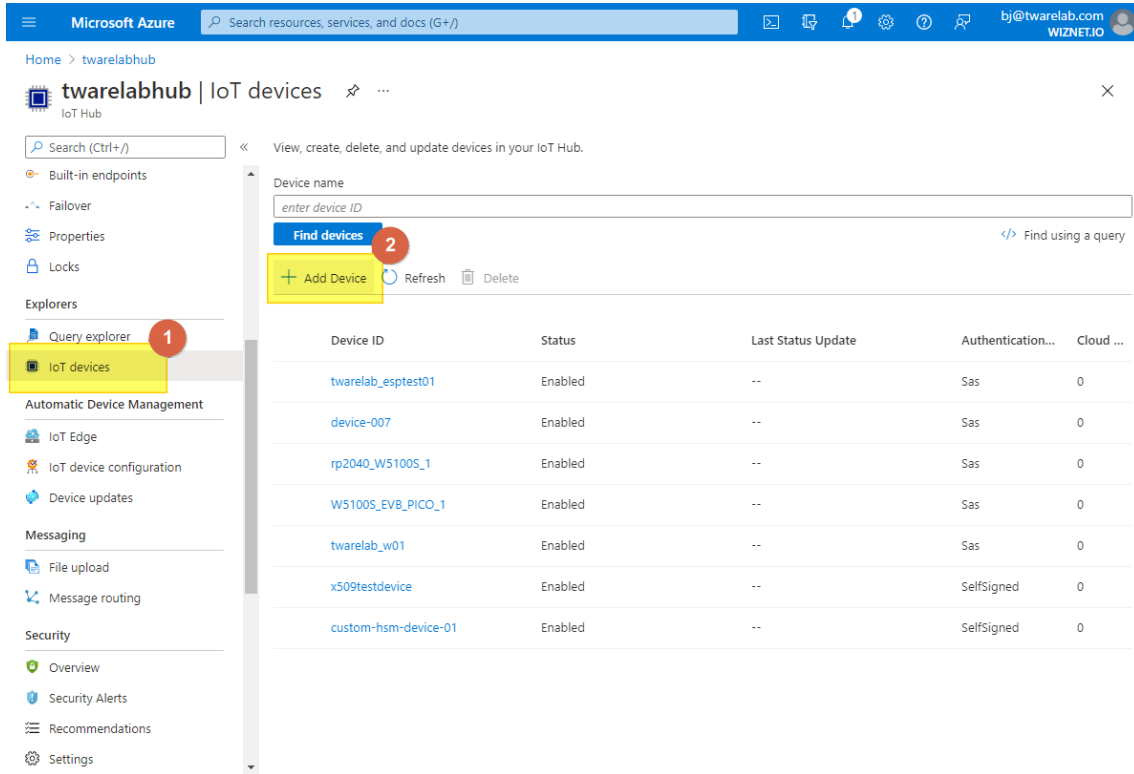 Microsoft Azure
Search resources, services, and docs (G+/)
1
bj@twarelab.com
WIZNET.IO
Home > twarelabhub
twarelabhub | IoT devices
IoT Hub
Search (Ctrl+/)
Built-in endpoints
Failover
Properties
Locks
Explorers
Query explorer
1
IoT devices
Automatic Device Management
IoT Edge
IoT device configuration
Device updates
Messaging
File upload
Message routing
Security
Overview
Security Alerts
Recommendations
Settings
View, create, delete, and update devices in your IoT Hub.
Device name
enter device ID
Find devices
2
</> Find using a query
+ Add Device Refresh Delete
Device ID Status Last Status Update Authentication... Cloud ...
twarelab_esptest01 Enabled -- Sas 0
device-007 Enabled -- Sas 0
rp2040_W5100S_1 Enabled -- Sas 0
W5100S_EVB_PICO_1 Enabled -- Sas 0
twarelab_w01 Enabled -- Sas 0
x509testdevice Enabled -- SelfSigned 0
custom-hsm-device-01 Enabled -- SelfSigned 0